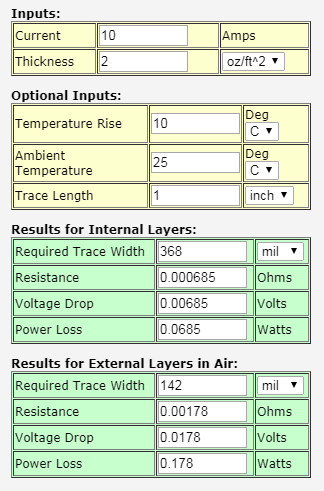 Inputs:
Current 10 Amps
Thickness 2 oz/ft^2
Optional Inputs:
Temperature Rise 10 Deg C
Ambient Temperature 25 Deg C
Trace Length 1 inch
Results for Internal Layers:
Required Trace Width 368 mil
Resistance 0.000685 Ohms
Voltage Drop 0.00685 Volts
Power Loss 0.0685 Watts
Results for External Layers in Air:
Required Trace Width 142 mil
Resistance 0.00178 Ohms
Voltage Drop 0.0178 Volts
Power Loss 0.178 Watts